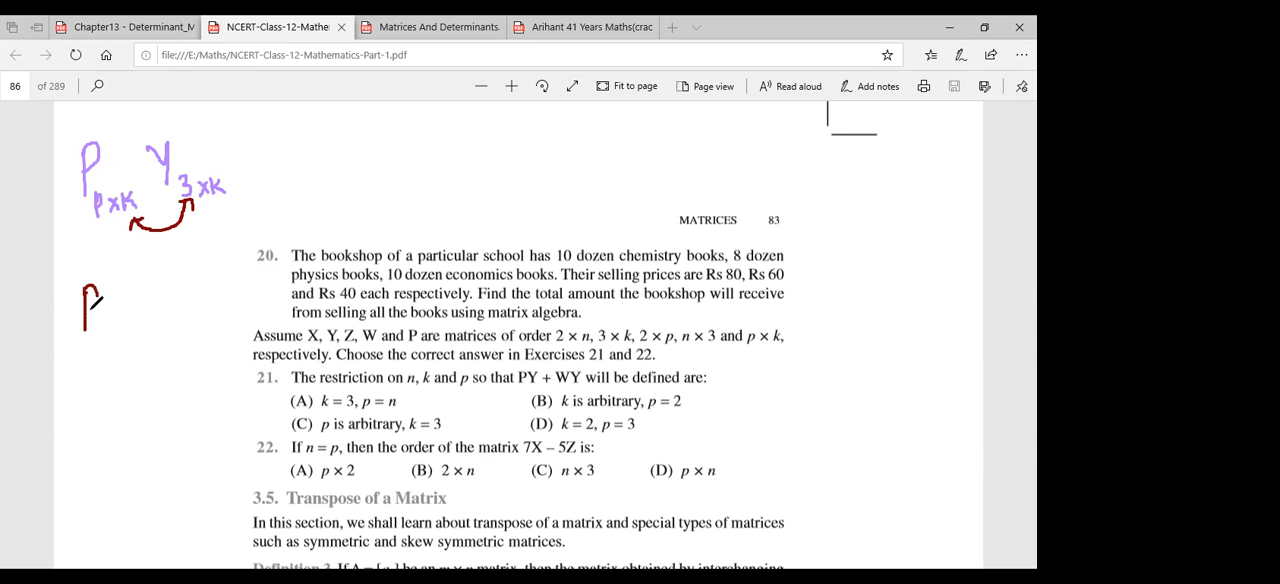 Chapter13 - Determinant_M
NCERT-Class-12-Mathe
Matrices And Determinants.
Arihant 41 Years Maths(crac
file:///E:/Maths/NCERT-Class-12-Mathematics-Part-1.pdf
86 of 289
Fit to page
Page view
Read aloud
Add notes
P Y
p×k 3×k
P
MATRICES 83
20. The bookshop of a particular school has 10 dozen chemistry books, 8 dozen
physics books, 10 dozen economics books. Their selling prices are Rs 80, Rs 60
and Rs 40 each respectively. Find the total amount the bookshop will receive
from selling all the books using matrix algebra.
Assume X, Y, Z, W and P are matrices of order 2 × n, 3 × k, 2 × p, n × 3 and p × k,
respectively. Choose the correct answer in Exercises 21 and 22.
21. The restriction on n, k and p so that PY + WY will be defined are:
(A) k = 3, p = n (B) k is arbitrary, p = 2
(C) p is arbitrary, k = 3 (D) k = 2, p = 3
22. If n = p, then the order of the matrix 7X – 5Z is:
(A) p × 2 (B) 2 × n (C) n × 3 (D) p × n
3.5. Transpose of a Matrix
In this section, we shall learn about transpose of a matrix and special types of matrices
such as symmetric and skew symmetric matrices.